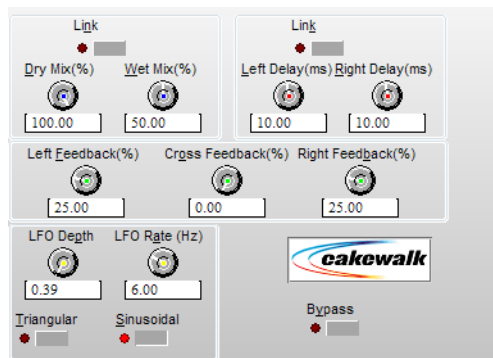 Link
Link
Dry Mix(%) Wet Mix(%)
Left Delay(ms) Right Delay(ms)
100.00 50.00
10.00 10.00
Left Feedback(%) Cross Feedback(%) Right Feedback(%)
25.00 0.00 25.00
LFO Depth LFO Rate (Hz)
0.39 6.00
Triangular Sinusoidal
cakewalk
Bypass